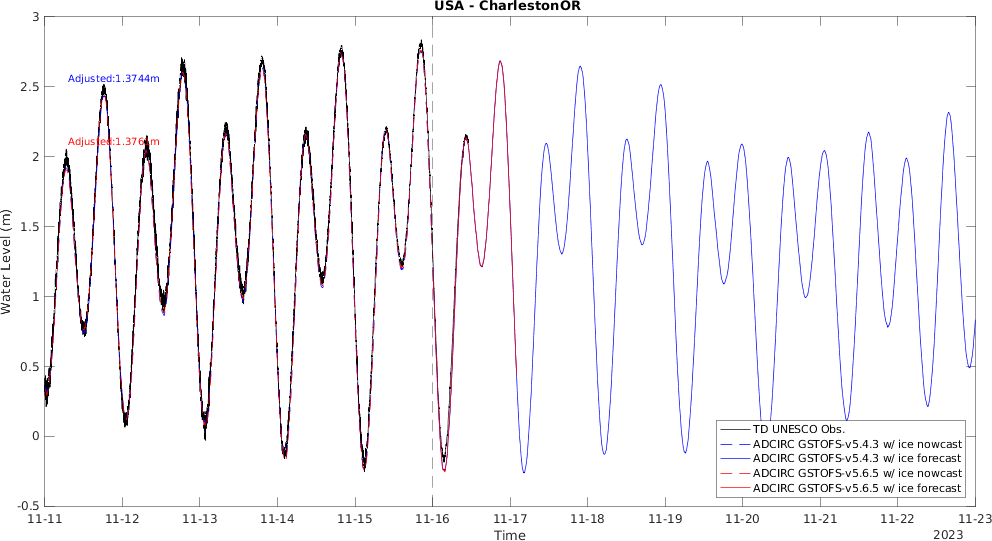 USA - CharlestonOR
3
2.5
2
1.5
1
0.5
0
-0.5
Water Level (m)
Adjusted:1.3744m
TD UNESCO Obs.
ADCIRC GSTOFS-v5.4.3 w/ ice nowcast
ADCIRC GSTOFS-v5.4.3 w/ ice forecast
ADCIRC GSTOFS-v5.6.5 w/ ice nowcast
ADCIRC GSTOFS-v5.6.5 w/ ice forecast
11-11 11-12 11-13 11-14 11-15 11-16 11-17 11-18 11-19 11-20 11-21 11-22 11-23
Time
2023